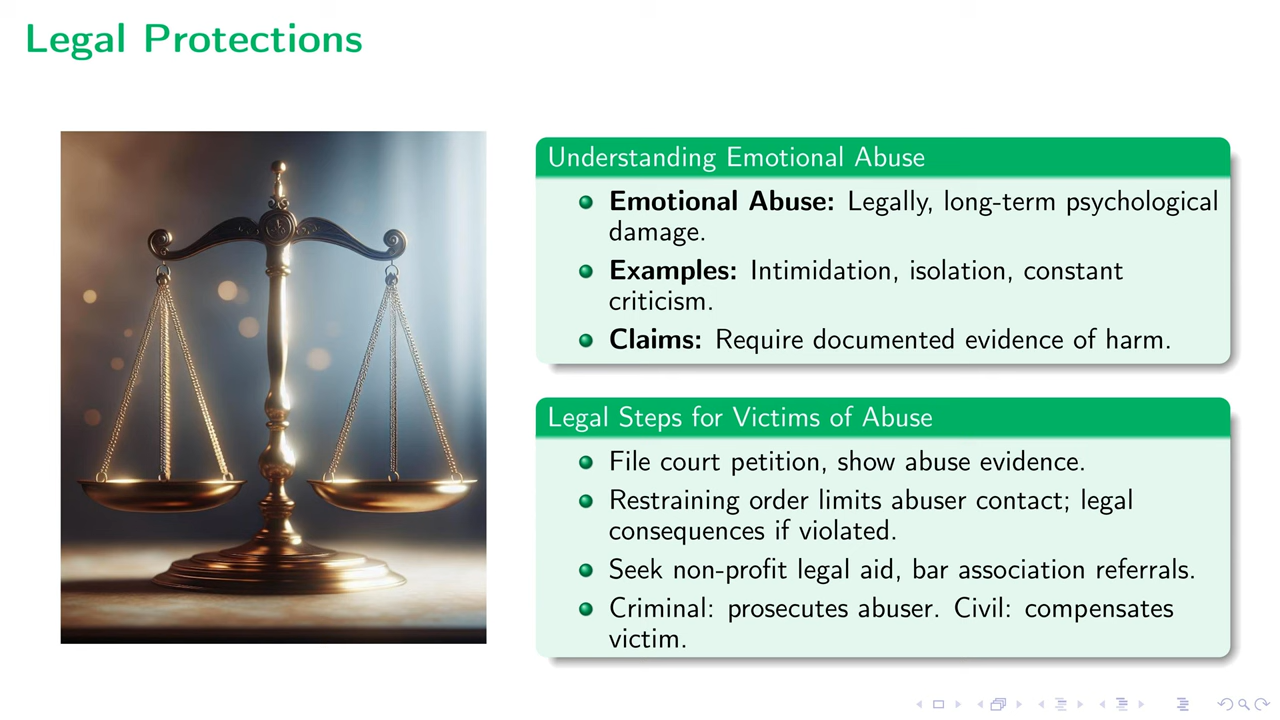 Legal Protections
Understanding Emotional Abuse
Emotional Abuse: Legally, long-term psychological
damage.
Examples: Intimidation, isolation, constant
criticism.
Claims: Require documented evidence of harm.
Legal Steps for Victims of Abuse
File court petition, show abuse evidence.
Restraining order limits abuser contact; legal
consequences if violated.
Seek non-profit legal aid, bar association referrals.
Criminal: prosecutes abuser. Civil: compensates
victim.